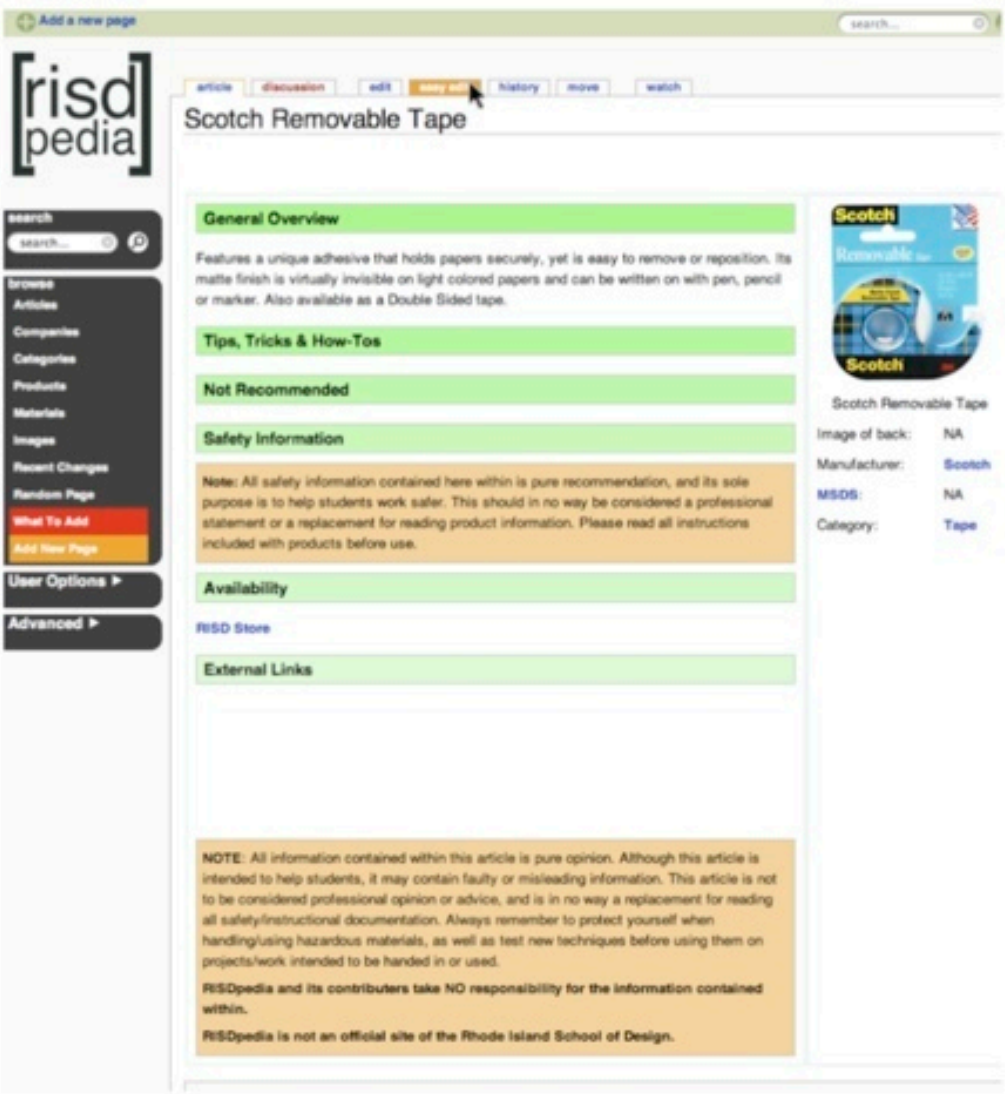 Add a new page
search...
[risd
pedia]
article
discussion
edit
easy edit
history
move
watch
Scotch Removable Tape
search
search...
browse
Articles
Companies
Categories
Products
Materials
Images
Recent Changes
Random Page
What To Add
Add New Page
User Options
Advanced
General Overview
Features a unique adhesive that holds papers securely, yet is easy to remove or reposition. Its
matte finish is virtually invisible on light colored papers and can be written on with pen, pencil
or marker. Also available as a Double Sided tape.
Tips, Tricks & How-Tos
Not Recommended
Safety Information
Note: All safety information contained here within is pure recommendation, and its sole
purpose is to help students work safer. This should in no way be considered a professional
statement or a replacement for reading product information. Please read all instructions
included with products before use.
Availability
RISD Store
External Links
NOTE: All information contained within this article is pure opinion. Although this article is
intended to help students, it may contain faulty or misleading information. This article is not
to be considered professional opinion or advice, and is in no way a replacement for reading
all safety/instructional documentation. Always remember to protect yourself when
handling/using hazardous materials, as well as test new techniques before using them on
projects/work intended to be handed in or used.
RISDpedia and its contributers take NO responsibility for the information contained
within.
RISDpedia is not an official site of the Rhode Island School of Design.
Scotch
Removable
Scotch
Scotch Removable Tape
Image of back: NA
Manufacturer: Scotch
MSDS: NA
Category: Tape